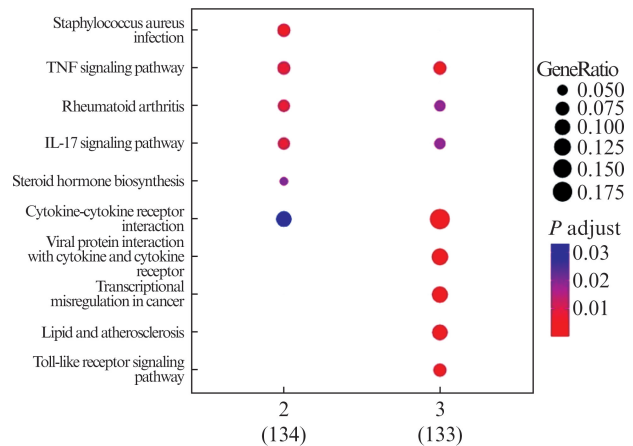 Staphylococcus aureus
infection
TNF signaling pathway
Rheumatoid arthritis
IL-17 signaling pathway
Steroid hormone biosynthesis
Cytokine-cytokine receptor
interaction
Viral protein interaction
with cytokine and cytokine
receptor
Transcriptional
misregulation in cancer
Lipid and atherosclerosis
Toll-like receptor signaling
pathway
2
(134)
3
(133)
GeneRatio
0.050
0.075
0.100
0.125
0.150
0.175
P adjust
0.03
0.02
0.01